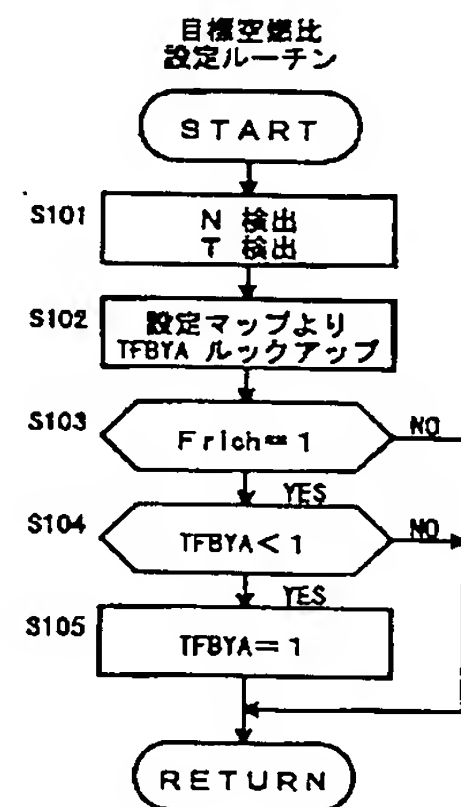 目標空燃比
設定ルーチン
START
S101
N 検出
T 検出
S102
設定マップより
TFBYA ルックアップ
S103
Frich=1
NO
YES
S104
TFBYA<1
NO
YES
S105
TFBYA=1
RETURN